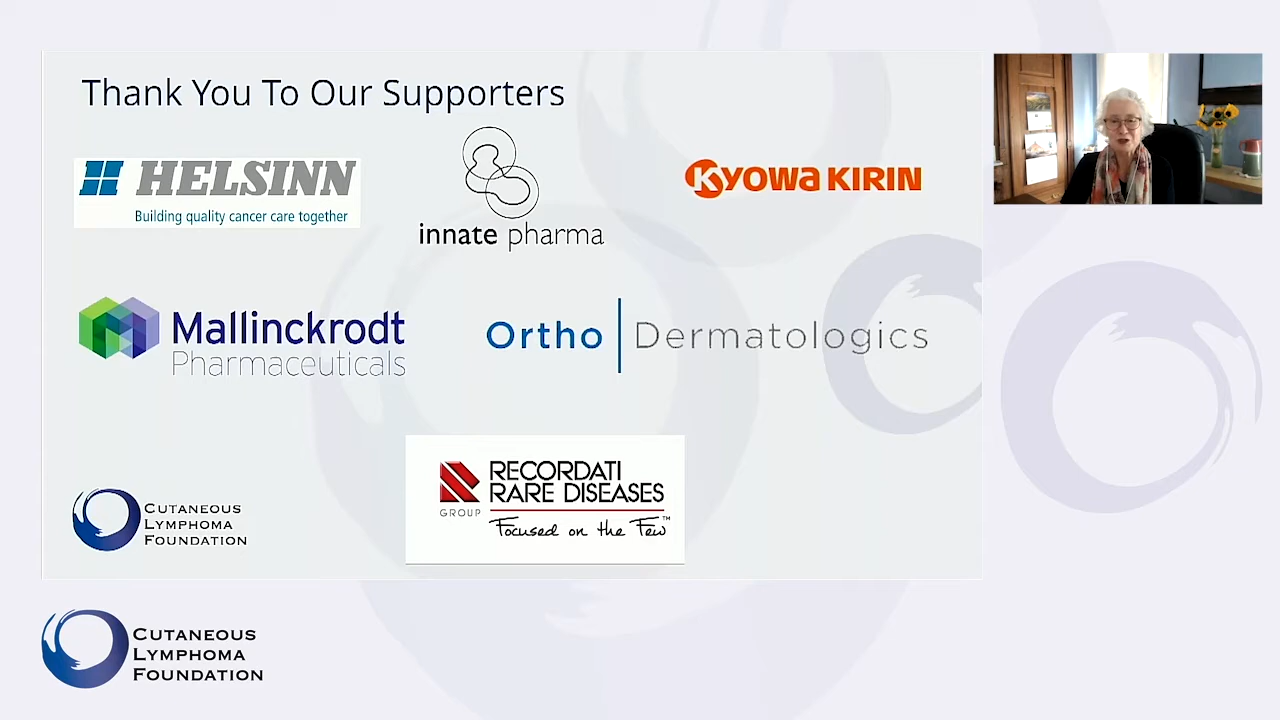 Thank You To Our Supporters
HELSINN
Building quality cancer care together
innate pharma
KYOWA KIRIN
Mallinckrodt
Pharmaceuticals
Ortho | Dermatologics
RECORDATI
RARE DISEASES
GROUP
Focused on the Few™
CUTANEOUS
LYMPHOMA
FOUNDATION
CUTANEOUS
LYMPHOMA
FOUNDATION